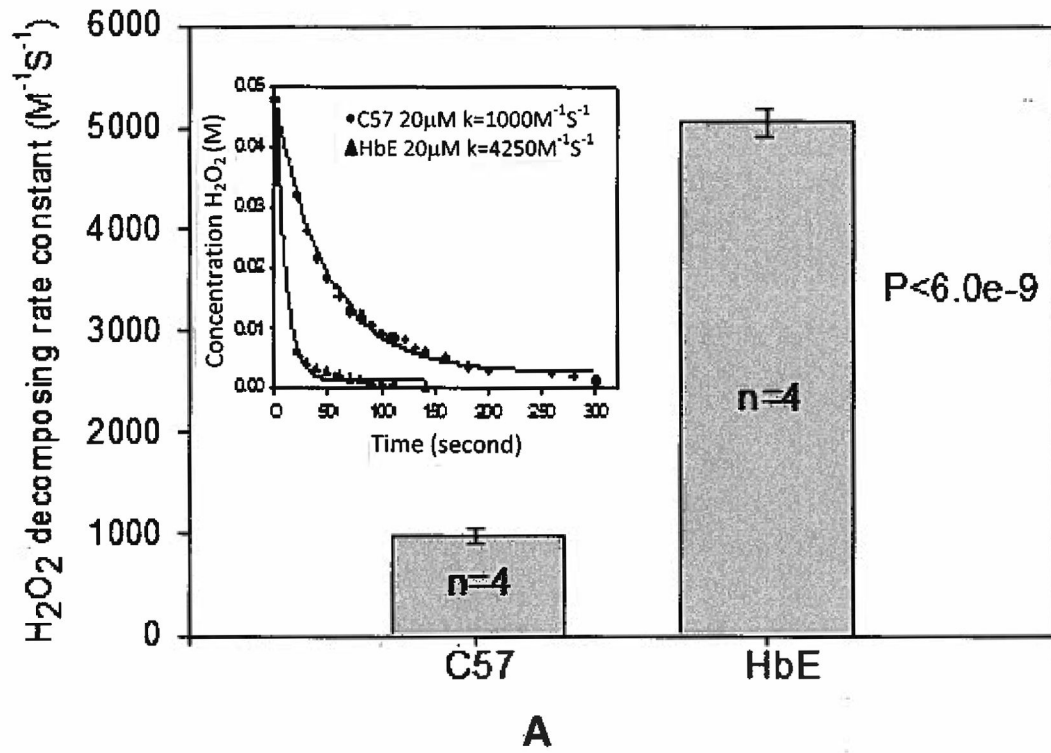 H₂O₂ decomposing rate constant (M⁻¹S⁻¹)
6000
5000
4000
3000
2000
1000
0
Concentration H₂O₂ (M)
0.05
0.04
0.03
0.02
0.01
0.00
C57 20μM k=1000M⁻¹S⁻¹
HbE 20μM k=4250M⁻¹S⁻¹
0 50 100 150 200 250 300
Time (second)
P<6.0e-9
n=4
n=4
C57 HbE
A